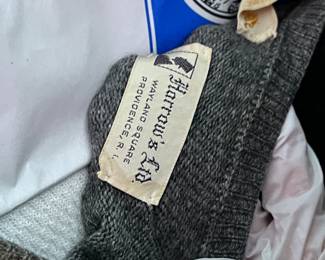 Harrow's Ltd.
WAYLAND SQUARE
PROVIDENCE, R. I.